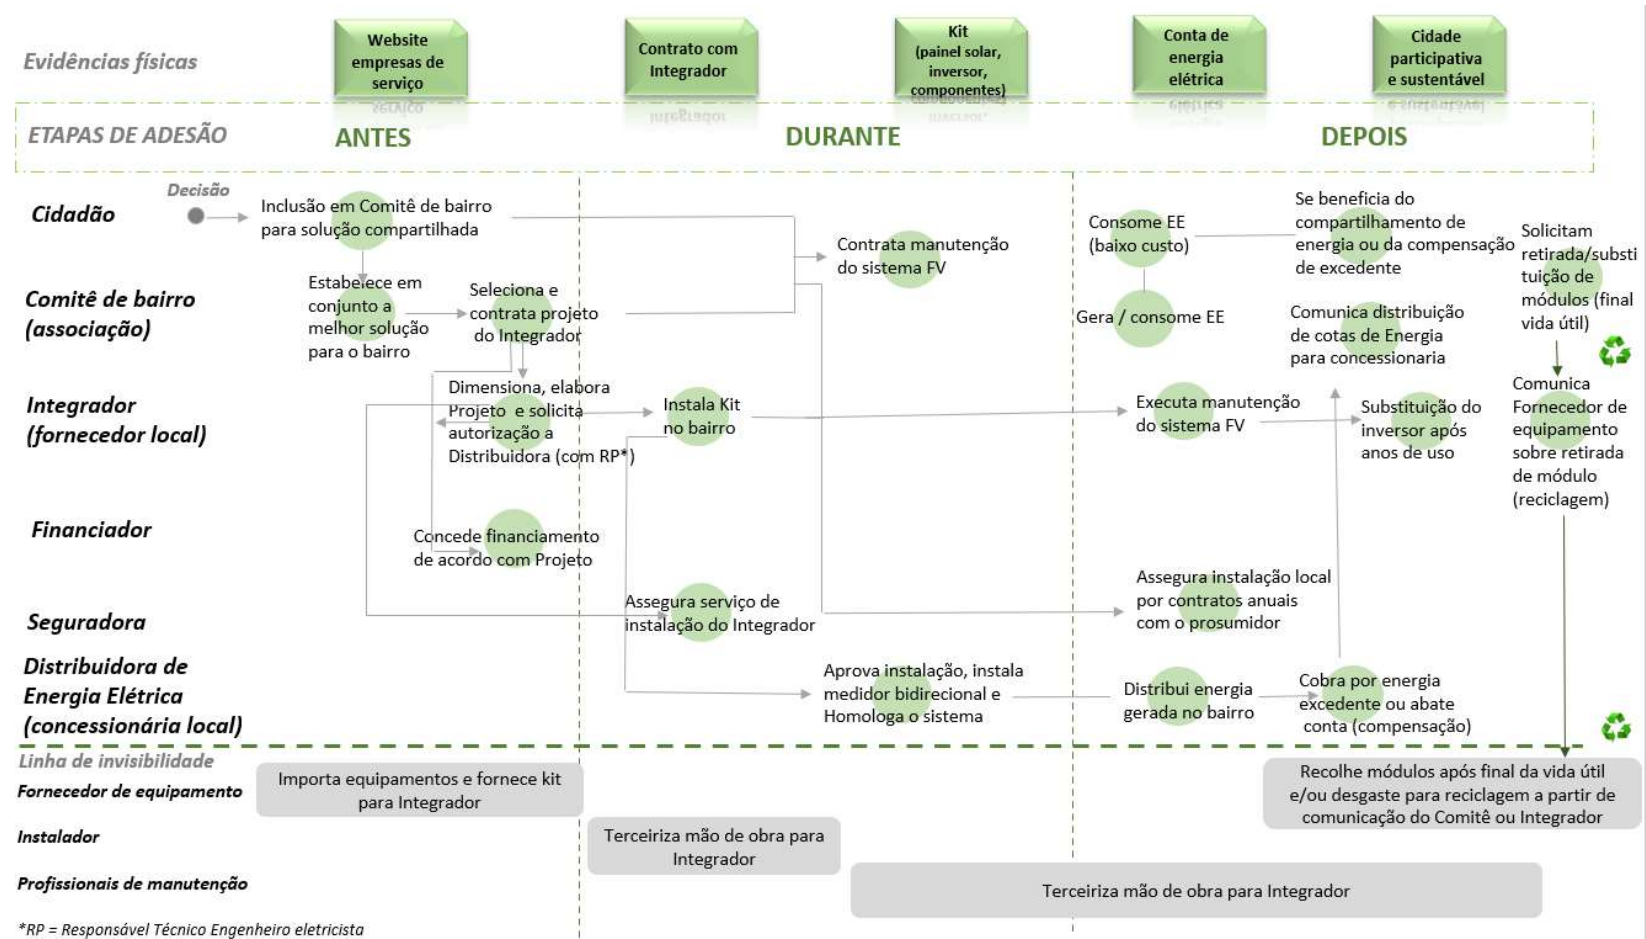 Evidências físicas
Website
empresas de
serviço
Contrato com
Integrador
Kit
(painel solar,
inversor,
componentes)
Conta de
energia
elétrica
Cidade
participativa
e sustentável
ETAPAS DE ADESÃO
ANTES
DURANTE
DEPOIS
Cidadão
Decisão
Inclusão em Comitê de bairro
para solução compartilhada
Contrata manutenção
do sistema FV
Consome EE
(baixo custo)
Se beneficia do
compartilhamento de
energia ou da compensação
de excedente
Solicitam
retirada/substi
tuição de
módulos (final
vida útil)
Comitê de bairro
(associação)
Estabelece em
conjunto a
melhor solução
para o bairro
Seleciona e
contrata projeto
do Integrador
Gera / consome EE
Comunica distribuição
de cotas de Energia
para concessionaria
Integrador
(fornecedor local)
Dimensiona, elabora
Projeto e solicita
autorização a
Distribuidora (com RP*)
Instala Kit
no bairro
Executa manutenção
do sistema FV
Substituição do
inversor após
anos de uso
Comunica
Fornecedor de
equipamento
sobre retirada
de módulo
(reciclagem)
Financiador
Concede financiamento
de acordo com Projeto
Seguradora
Assegura serviço de
instalação do Integrador
Assegura instalação local
por contratos anuais
com o prosumidor
Distribuidora de
Energia Elétrica
(concessionária local)
Aprova instalação, instala
medidor bidirecional e
Homologa o sistema
Distribui energia
gerada no bairro
Cobra por energia
excedente ou abate
conta (compensação)
Linha de invisibilidade
Fornecedor de equipamento
Importa equipamentos e fornece kit
para Integrador
Recolhe módulos após final da vida útil
e/ou desgaste para reciclagem a partir de
comunicação do Comitê ou Integrador
Instalador
Terceiriza mão de obra para
Integrador
Profissionais de manutenção
Terceiriza mão de obra para Integrador
*RP = Responsável Técnico Engenheiro eletricista